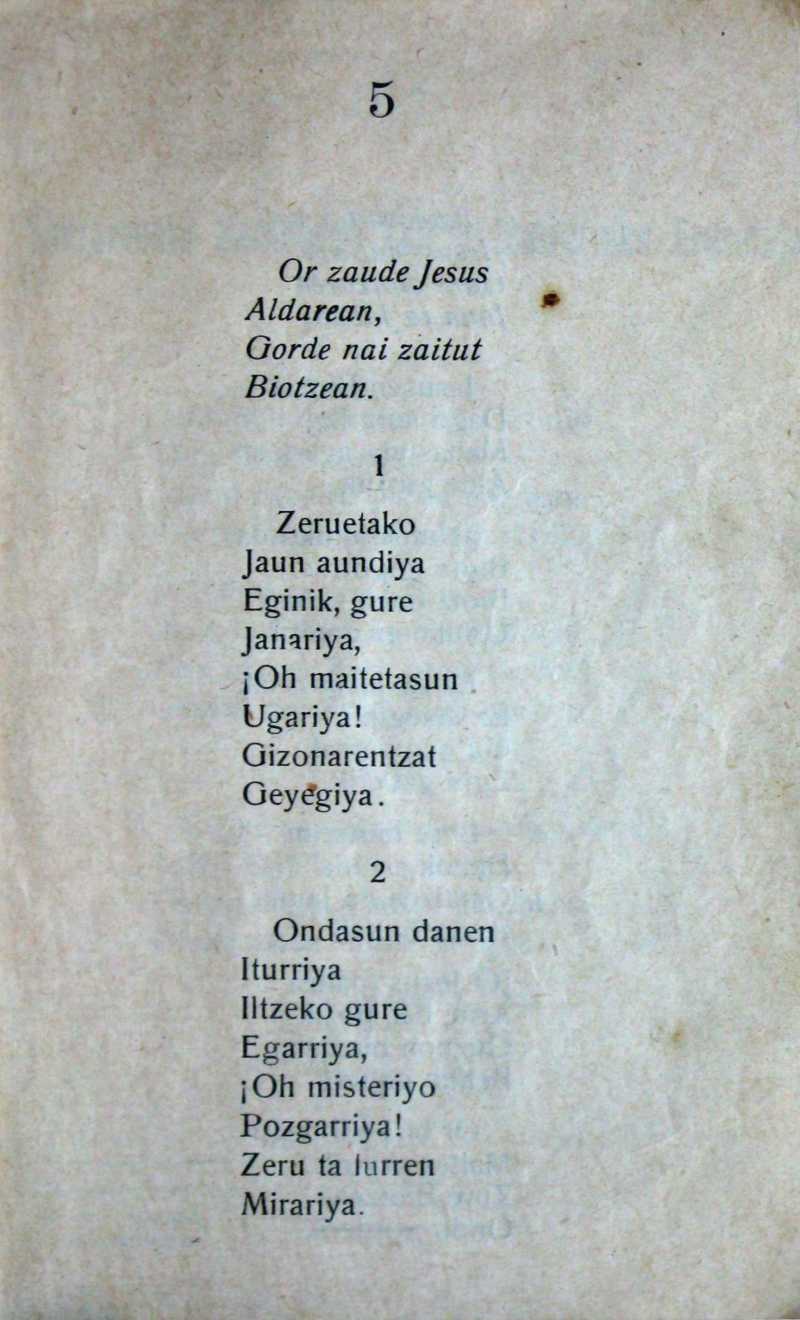 5
Or zaude Jesus
Aldarean,
Gorde nai zaitut
Biotzean.
1
Zeruetako
Jaun aundiya
Eginik, gure
Janariya,
¡Oh maitetasun
Ugariya!
Gizonarentzat
Geyegiya.
2
Ondasun danen
Iturriya
Iltzeko gure
Egarriya,
¡Oh misteriyo
Pozgarriya!
Zeru ta lurren
Mirariya.